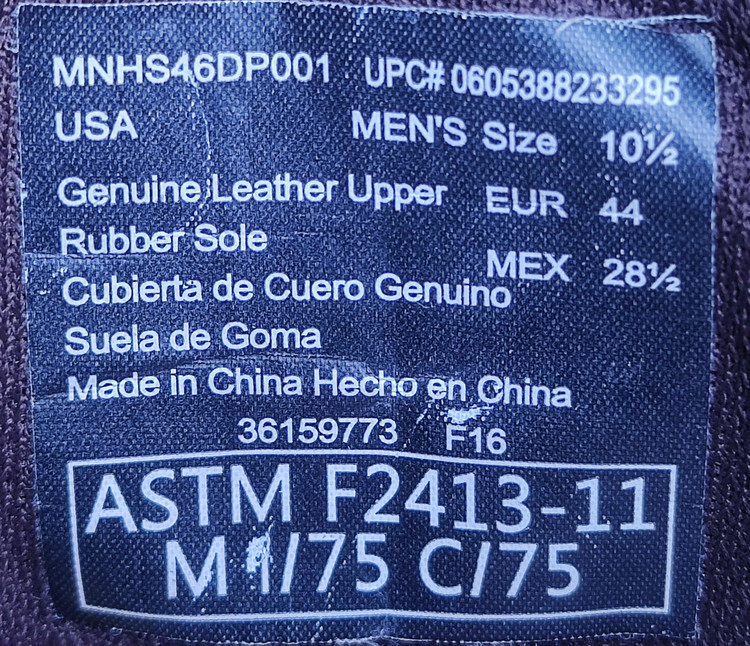 MNHS46DP001 UPC# 0605388233295
USA MEN'S Size 10½
Genuine Leather Upper EUR 44
Rubber Sole
MEX 28½
Cubierta de Cuero Genuino
Suela de Goma
Made in China Hecho en China
36159773 F16
ASTM F2413-11
M I/75 C/75